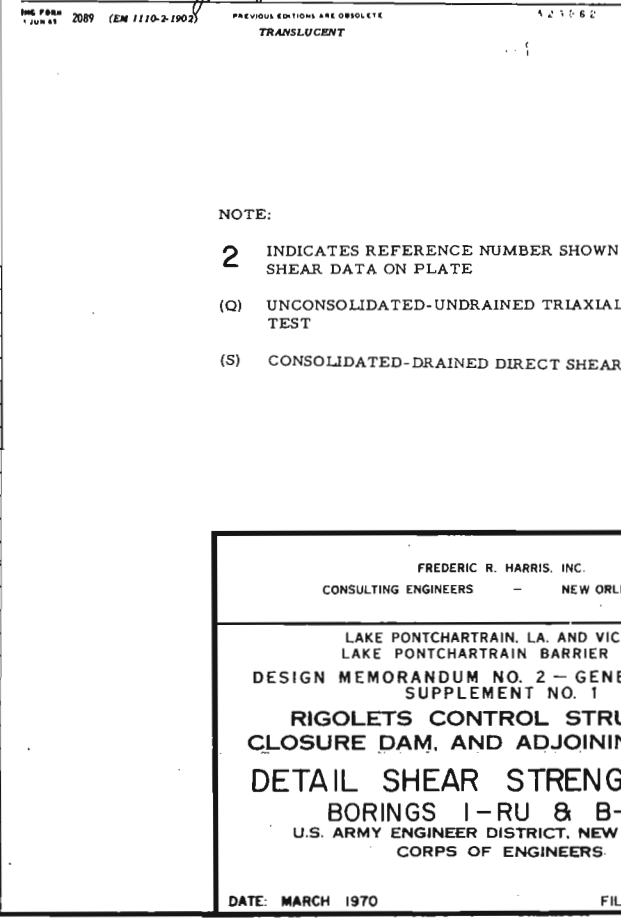 ENG FORM 1 JUN 65 2089 (EM 1110-2-1902) PREVIOUS EDITIONS ARE OBSOLETE
TRANSLUCENT
NOTE:
2 INDICATES REFERENCE NUMBER SHOWN
SHEAR DATA ON PLATE
(Q) UNCONSOLIDATED-UNDRAINED TRIAXIAL
TEST
(S) CONSOLIDATED-DRAINED DIRECT SHEAR
FREDERIC R. HARRIS, INC.
CONSULTING ENGINEERS – NEW ORL
LAKE PONTCHARTRAIN, LA. AND VIC
LAKE PONTCHARTRAIN BARRIER
DESIGN MEMORANDUM NO. 2 — GENE
SUPPLEMENT NO. 1
RIGOLETS CONTROL STRU
CLOSURE DAM, AND ADJOININ
DETAIL SHEAR STRENG
BORINGS 1-RU & B-
U.S. ARMY ENGINEER DISTRICT, NEW
CORPS OF ENGINEERS
DATE: MARCH 1970 FIL